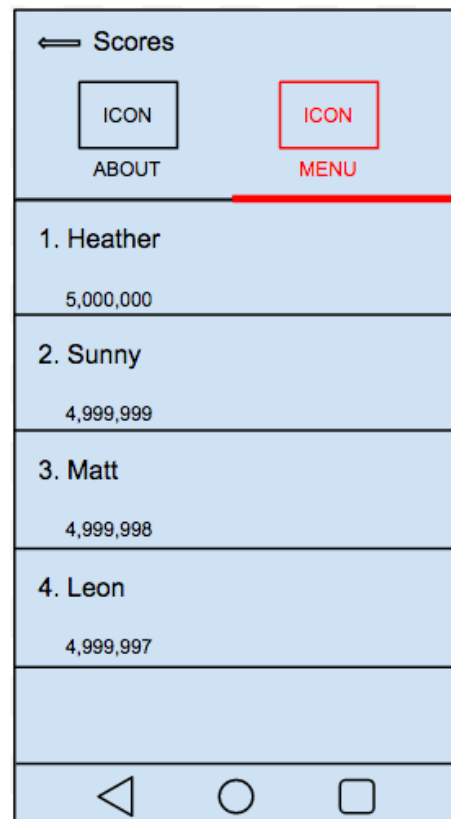 Scores
ICON ICON
ABOUT MENU
1. Heather
5,000,000
2. Sunny
4,999,999
3. Matt
4,999,998
4. Leon
4,999,997